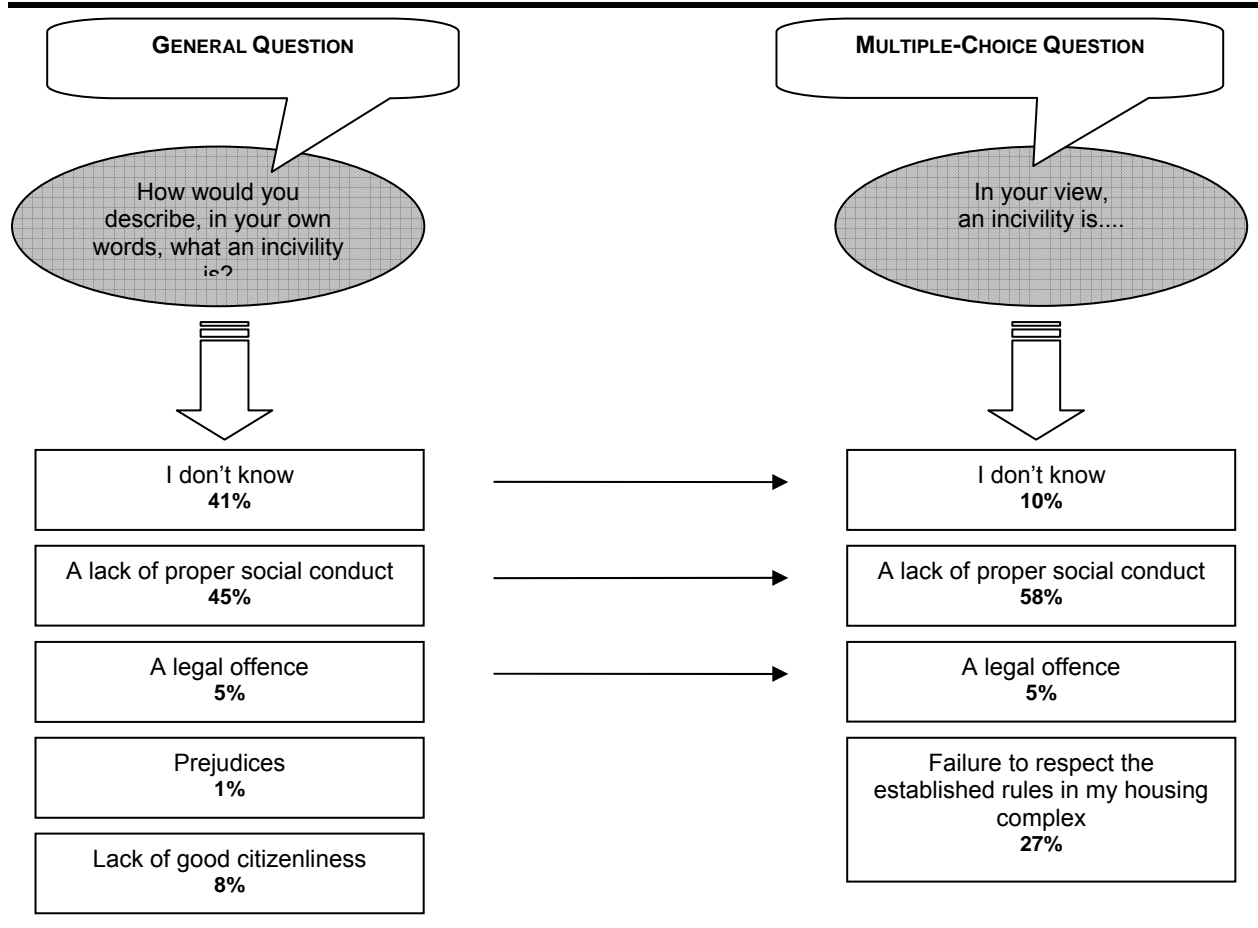 GENERAL QUESTION
How would you
describe, in your own
words, what an incivility
is?
I don't know
41%
A lack of proper social conduct
45%
A legal offence
5%
Prejudices
1%
Lack of good citizenliness
8%
MULTIPLE-CHOICE QUESTION
In your view,
an incivility is....
I don't know
10%
A lack of proper social conduct
58%
A legal offence
5%
Failure to respect the
established rules in my housing
complex
27%